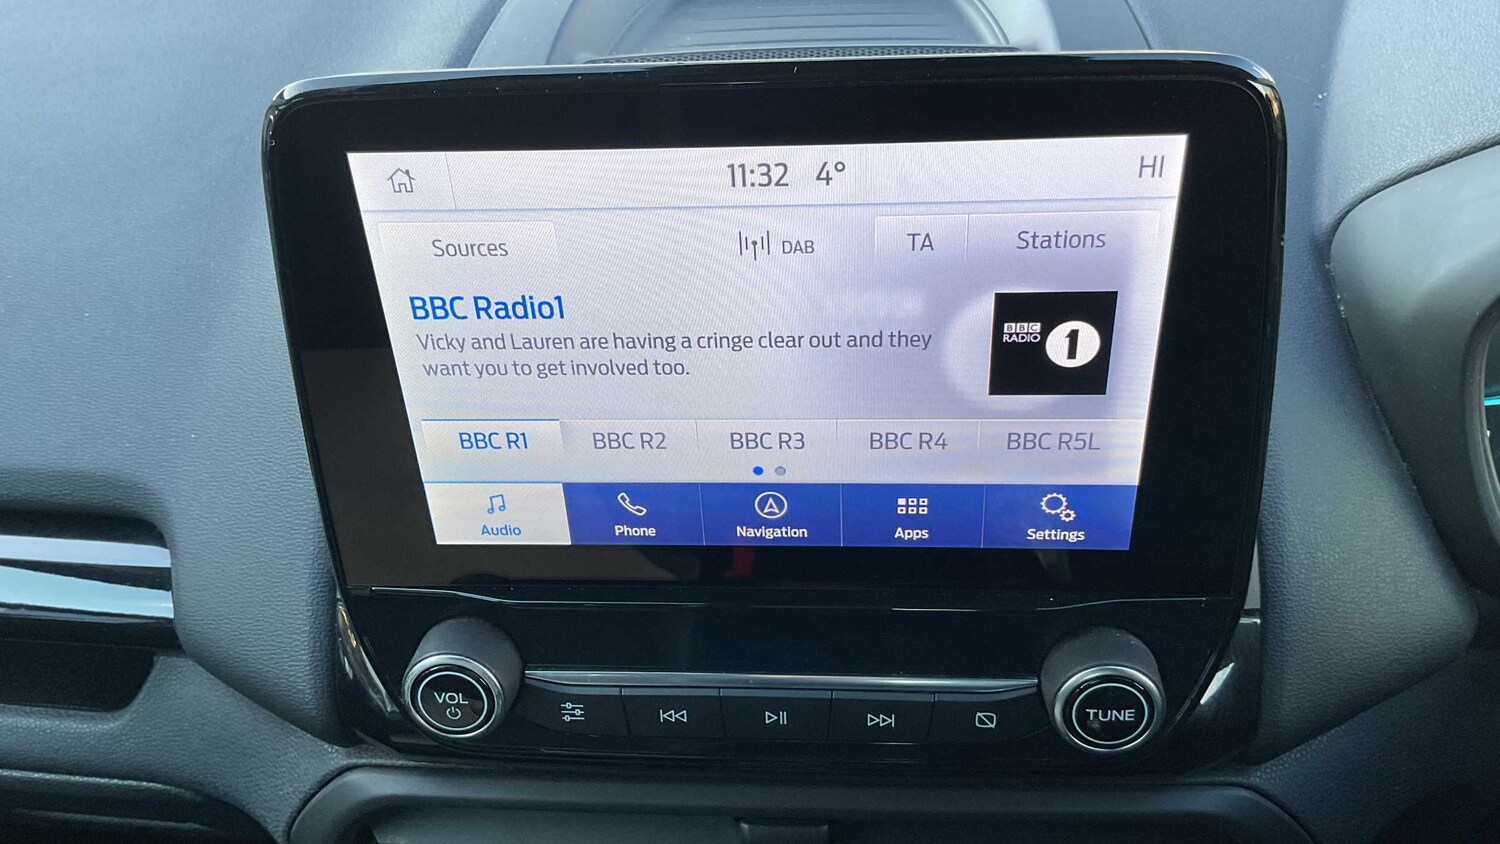 11:32 4° HI
Sources DAB TA Stations
BBC Radio1
Vicky and Lauren are having a cringe clear out and they
want you to get involved too.
BBC
RADIO 1
BBC R1 BBC R2 BBC R3 BBC R4 BBC R5L
Audio Phone Navigation Apps Settings
VOL TUNE